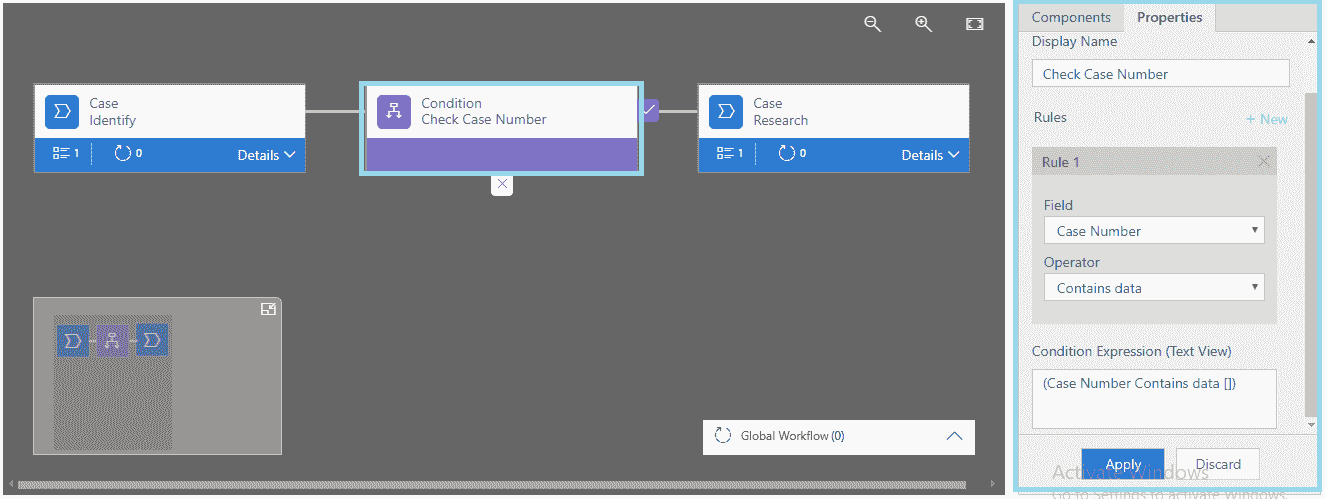 Case
Identify
1
0
Details
Condition
Check Case Number
Case
Research
1
0
Details
Global Workflow (0)
Components
Properties
Display Name
Check Case Number
Rules
+ New
Rule 1
Field
Case Number
Operator
Contains data
Condition Expression (Text View)
(Case Number Contains data [])
Apply
Discard
Activate Windows
Go to Settings to activate Windows.